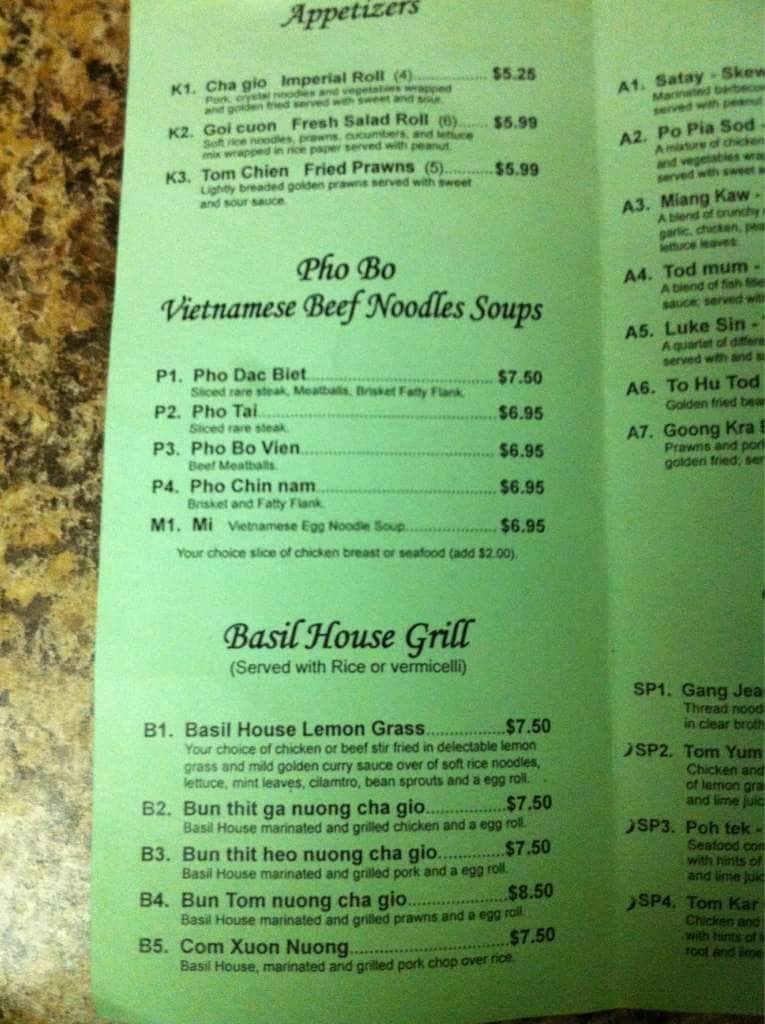 Appetizers
K1. Cha gio Imperial Roll (4)..............$5.25
Pork, crystal noodles and vegetables wrapped
and golden fried served with sweet and sour.
K2. Goi cuon Fresh Salad Roll (6)......$5.99
Soft rice noodles, prawns, cucumbers, and lettuce
mix wrapped in rice paper served with peanut.
K3. Tom Chien Fried Prawns (5)..........$5.99
Lightly breaded golden prawns served with sweet
and sour sauce.
Pho Bo
Vietnamese Beef Noodles Soups
P1. Pho Dac Biet....................................$7.50
Sliced rare steak, Meatballs, Brisket Fatty Flank.
P2. Pho Tai.............................................$6.95
Sliced rare steak.
P3. Pho Bo Vien.....................................$6.95
Beef Meatballs.
P4. Pho Chin nam..................................$6.95
Brisket and Fatty Flank.
M1. Mi Vietnamese Egg Noodle Soup.................$6.95
Your choice slice of chicken breast or seafood (add $2.00).
Basil House Grill
(Served with Rice or vermicelli)
B1. Basil House Lemon Grass...............$7.50
Your choice of chicken or beef stir fried in delectable lemon
grass and mild golden curry sauce over of soft rice noodles,
lettuce, mint leaves, cilamtro, bean sprouts and a egg roll.
B2. Bun thit ga nuong cha gio...............$7.50
Basil House marinated and grilled chicken and a egg roll.
B3. Bun thit heo nuong cha gio.............$7.50
Basil House marinated and grilled pork and a egg roll.
B4. Bun Tom nuong cha gio...................$8.50
Basil House marinated and grilled prawns and a egg roll.
B5. Com Xuon Nuong..............................$7.50
Basil House, marinated and grilled pork chop over rice.
A1. Satay - Skew
Marinated barbecu
served with peanut
A2. Po Pia Sod -
A mixture of chicken
and vegetables wra
served with sweet
A3. Miang Kaw -
A blend of crunchy
garlic, chicken, pea
lettuce leaves.
A4. Tod mum -
A blend of fish fille
sauce; served with
A5. Luke Sin -
A quartet of differe
served with and s
A6. To Hu Tod
Golden fried bea
A7. Goong Kra
Prawns and por
golden fried; ser
SP1. Gang Jea
Thread nood
in clear broth
SP2. Tom Yum
Chicken and
of lemon gra
and lime juic
SP3. Poh tek -
Seafood con
with hints of
and lime juic
SP4. Tom Kar
Chicken and
with hints of
root and lime